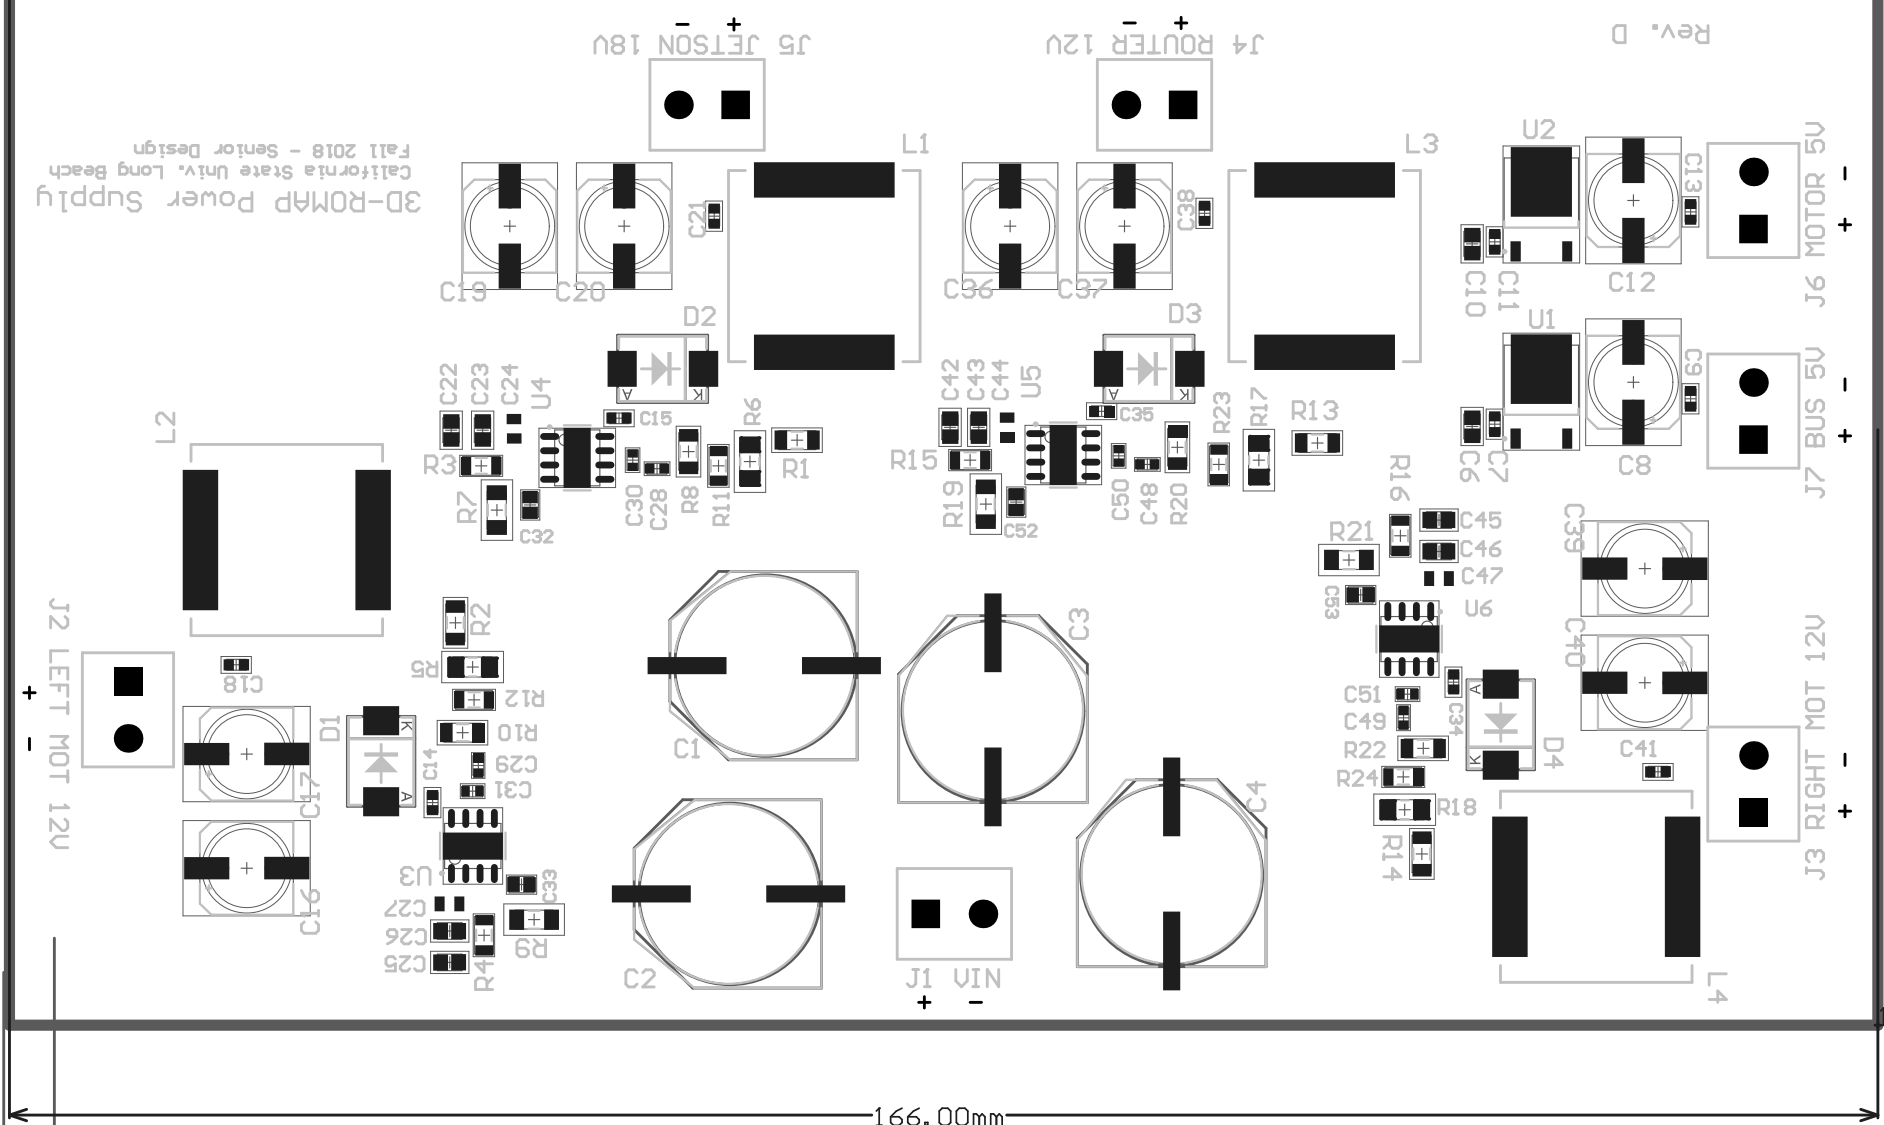 - +
- +
J5 JETSON 18V
J4 ROUTER 12V
Rev. D
Fall 2018 - Senior Design
California State Univ. Long Beach
3D-ROMAP Power Supply
L1
L3
U2
C13
J6 MOTOR 5V
-
+
C21
C38
C19
C20
C36
C37
C10
C11
C12
D2
D3
U1
C9
J7 BUS 5V
-
+
C22
C23
C24
U4
A
K
C15
R6
C42
C43
C44
U5
A
K
C35
R23
R17
R13
L2
R3
R1
R15
R16
C6
C7
C8
R7
C32
C30
C28
R8
R11
R19
C52
C50
C48
R20
R21
C45
C46
C47
C39
C53
U6
C40
J2 LEFT MOT 12V
+
-
R2
R5
R12
R10
C18
D1
K
A
C14
C29
C31
C17
C16
U3
C33
C27
C26
C25
R4
R9
C1
C2
C3
C4
C51
C49
C34
A
K
D4
R22
R24
R18
R14
C41
J3 RIGHT MOT 12V
-
+
L4
J1 VIN
+ -
166.00mm